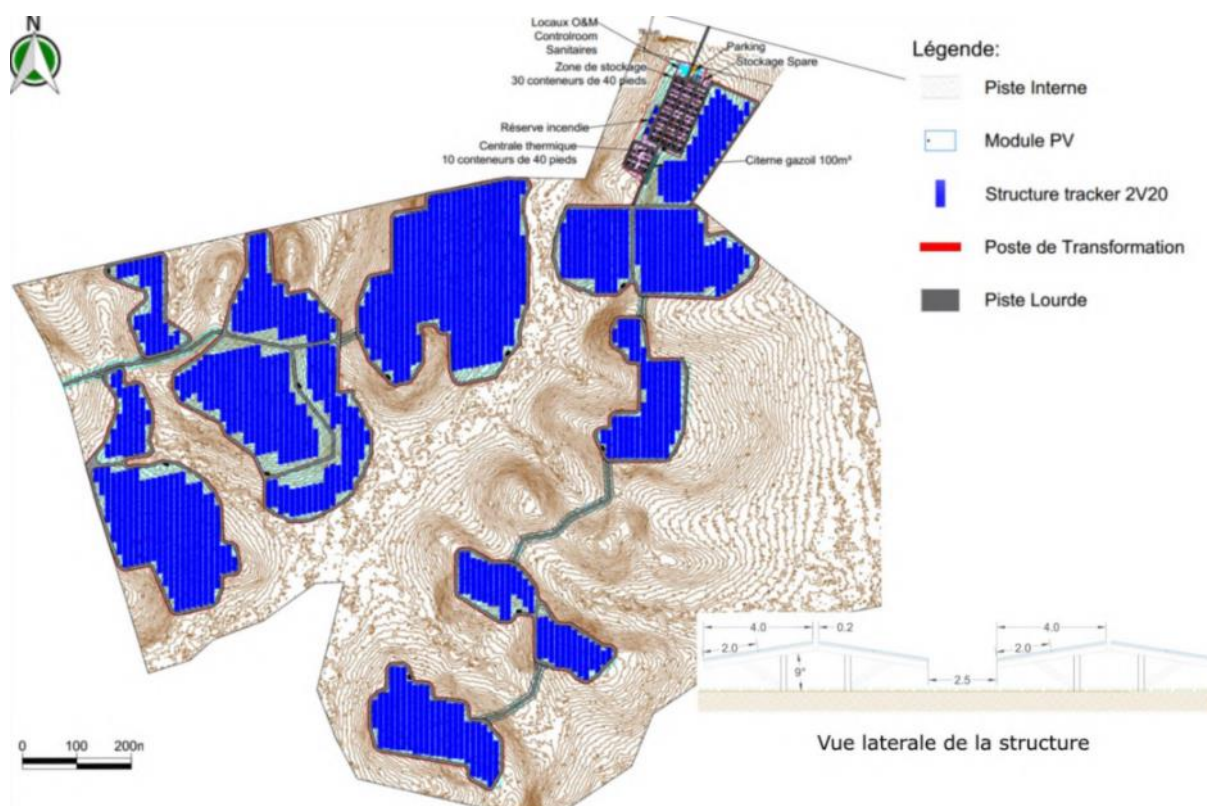 N
Locaux O&M
Controlroom
Sanitaires
Zone de stockage
30 conteneurs de 40 pieds
Parking
Stockage Spare
Réserve incendie
Centrale thermique
10 conteneurs de 40 pieds
Citerne gazoil 100m³
Légende:
Piste Interne
Module PV
Structure tracker 2V20
Poste de Transformation
Piste Lourde
4.0
0.2
4.0
2.0
2.0
9°
2.5
Vue laterale de la structure
0 100 200m